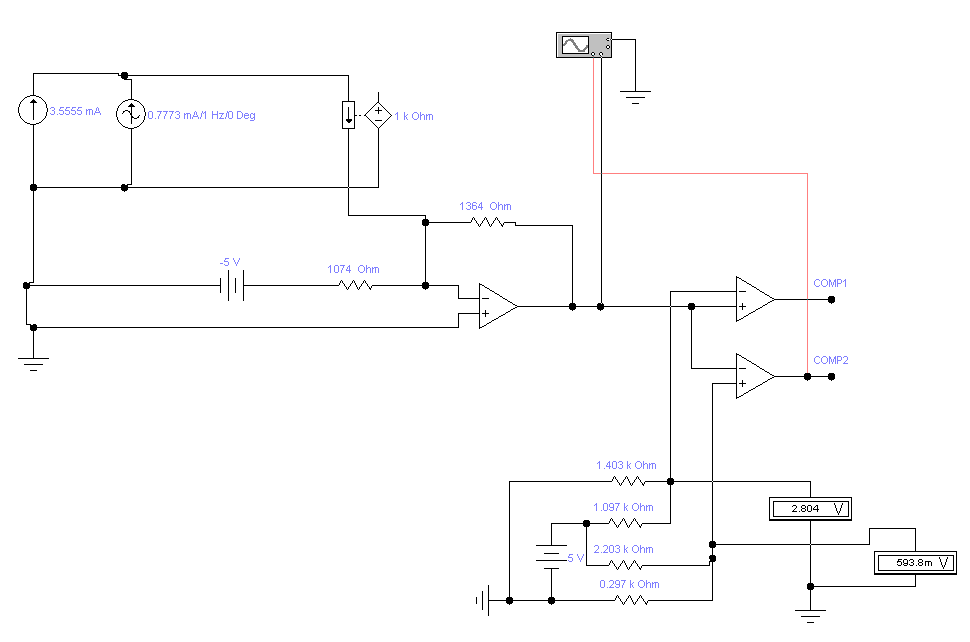 3.5555 mA
0.7773 mA/1 Hz/0 Deg
1 k Ohm
1364 Ohm
-5 V
1074 Ohm
COMP1
COMP2
1.403 k Ohm
1.097 k Ohm
2.804 V
5 V
2.203 k Ohm
593.8m V
0.297 k Ohm